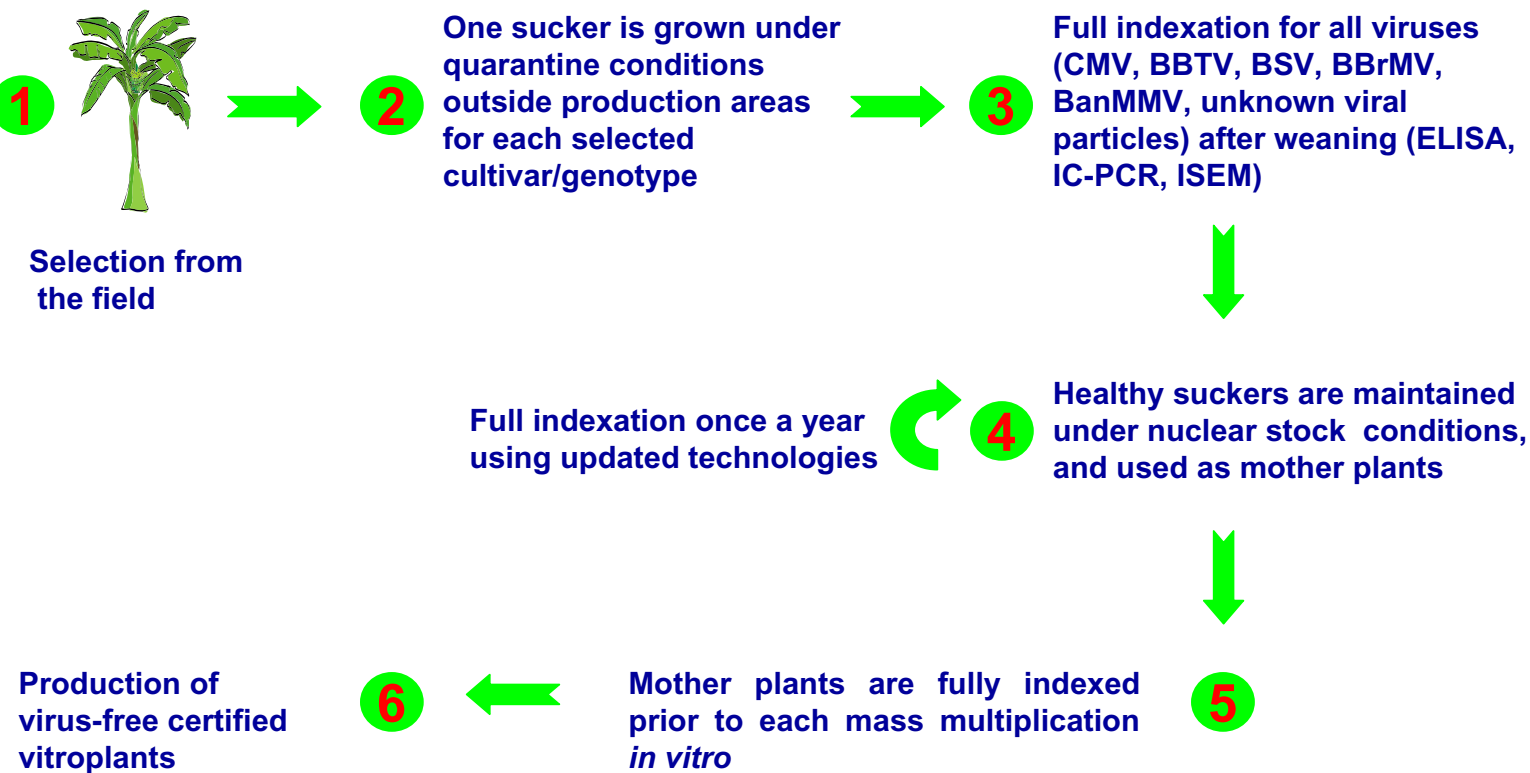 1
Selection from
the field
2
One sucker is grown under
quarantine conditions
outside production areas
for each selected
cultivar/genotype
3
Full indexation for all viruses
(CMV, BBTV, BSV, BBrMV,
BanMMV, unknown viral
particles) after weaning (ELISA,
IC-PCR, ISEM)
4
Healthy suckers are maintained
under nuclear stock conditions,
and used as mother plants
Full indexation once a year
using updated technologies
5
Mother plants are fully indexed
prior to each mass multiplication
in vitro
6
Production of
virus-free certified
vitroplants